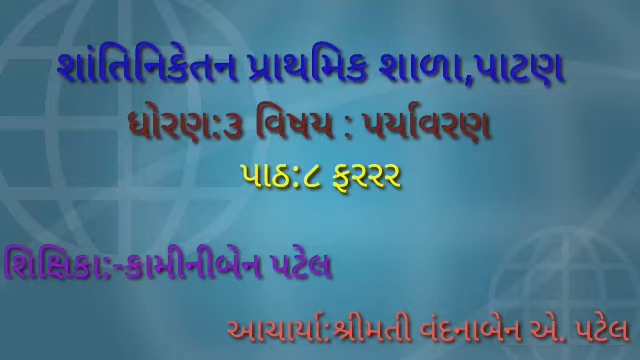 શાંતિનિકેતન પ્રાથમિક શાળા,પાટણ
ધોરણ:૩ વિષય : પર્યાવરણ
પાઠ:૮ ફરરર
શિક્ષિકા:-કામીનીબેન પટેલ
આચાર્યા:શ્રીમતી વંદનાબેન એ. પટેલ